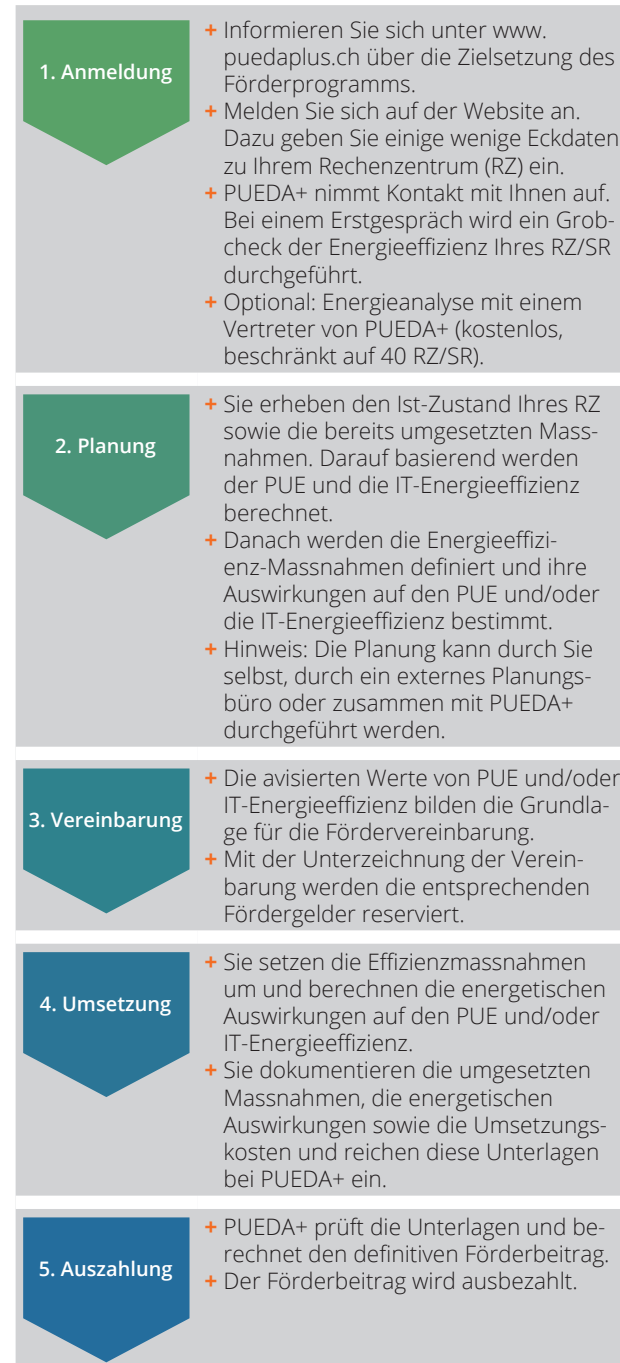 1. Anmeldung
+ Informieren Sie sich unter www.
puedaplus.ch über die Zielsetzung des
Förderprogramms.
+ Melden Sie sich auf der Website an.
Dazu geben Sie einige wenige Eckdaten
zu Ihrem Rechenzentrum (RZ) ein.
+ PUEDA+ nimmt Kontakt mit Ihnen auf.
Bei einem Erstgespräch wird ein Grob-
check der Energieeffizienz Ihres RZ/SR
durchgeführt.
+ Optional: Energieanalyse mit einem
Vertreter von PUEDA+ (kostenlos,
beschränkt auf 40 RZ/SR).
2. Planung
+ Sie erheben den Ist-Zustand Ihres RZ
sowie die bereits umgesetzten Mass-
nahmen. Darauf basierend werden
der PUE und die IT-Energieeffizienz
berechnet.
+ Danach werden die Energieeffizi-
enz-Massnahmen definiert und ihre
Auswirkungen auf den PUE und/oder
die IT-Energieeffizienz bestimmt.
+ Hinweis: Die Planung kann durch Sie
selbst, durch ein externes Planungs-
büro oder zusammen mit PUEDA+
durchgeführt werden.
3. Vereinbarung
+ Die avisierten Werte von PUE und/oder
IT-Energieeffizienz bilden die Grundla-
ge für die Fördervereinbarung.
+ Mit der Unterzeichnung der Verein-
barung werden die entsprechenden
Fördergelder reserviert.
4. Umsetzung
+ Sie setzen die Effizienzmassnahmen
um und berechnen die energetischen
Auswirkungen auf den PUE und/oder
IT-Energieeffizienz.
+ Sie dokumentieren die umgesetzten
Massnahmen, die energetischen
Auswirkungen sowie die Umsetzungs-
kosten und reichen diese Unterlagen
bei PUEDA+ ein.
5. Auszahlung
+ PUEDA+ prüft die Unterlagen und be-
rechnet den definitiven Förderbeitrag.
+ Der Förderbeitrag wird ausbezahlt.